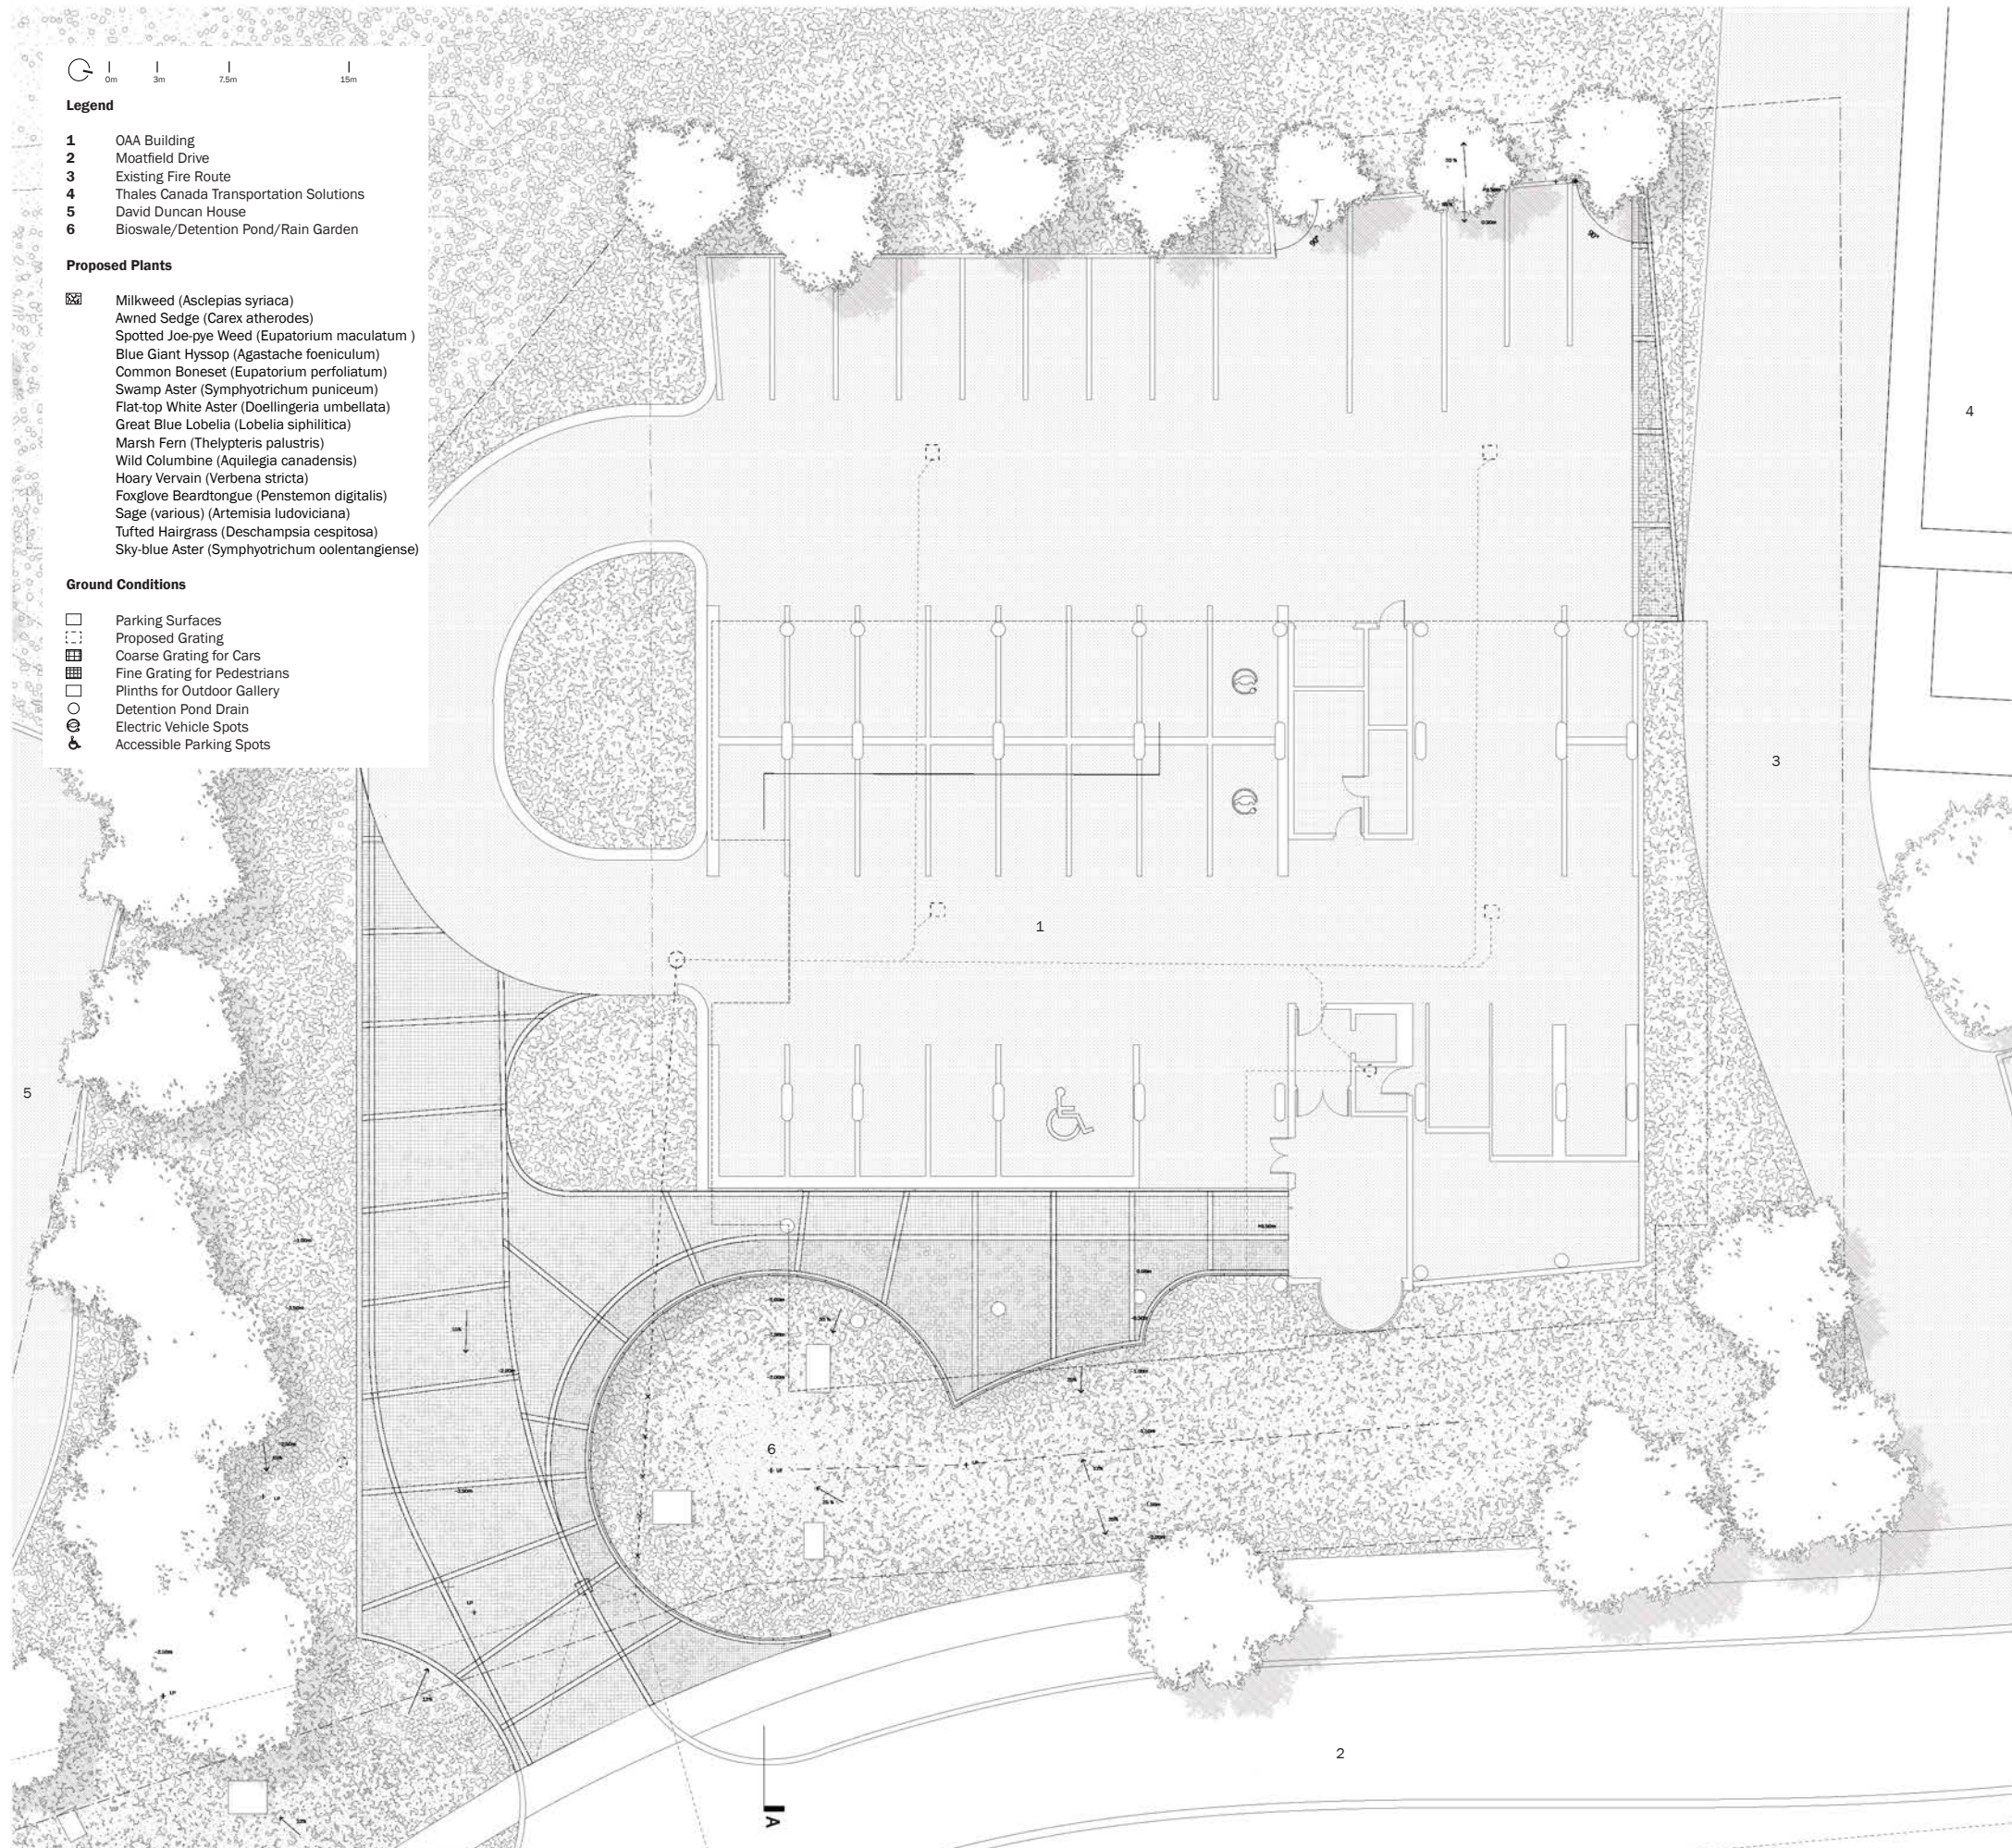 0m 3m 7.5m 15m
Legend
1 OAA Building
2 Moatfield Drive
3 Existing Fire Route
4 Thales Canada Transportation Solutions
5 David Duncan House
6 Bioswale/Detention Pond/Rain Garden
Proposed Plants
Milkweed (Asclepias syriaca)
Awned Sedge (Carex atherodes)
Spotted Joe-pye Weed (Eupatorium maculatum )
Blue Giant Hyssop (Agastache foeniculum)
Common Boneset (Eupatorium perfoliatum)
Swamp Aster (Symphyotrichum puniceum)
Flat-top White Aster (Doellingeria umbellata)
Great Blue Lobelia (Lobelia siphilitica)
Marsh Fern (Thelypteris palustris)
Wild Columbine (Aquilegia canadensis)
Hoary Vervain (Verbena stricta)
Foxglove Beardtongue (Penstemon digitalis)
Sage (various) (Artemisia ludoviciana)
Tufted Hairgrass (Deschampsia cespitosa)
Sky-blue Aster (Symphyotrichum oolentangiense)
Ground Conditions
Parking Surfaces
Proposed Grating
Coarse Grating for Cars
Fine Grating for Pedestrians
Plinths for Outdoor Gallery
Detention Pond Drain
Electric Vehicle Spots
Accessible Parking Spots
90°
90°
4
3
1
5
6
2
A